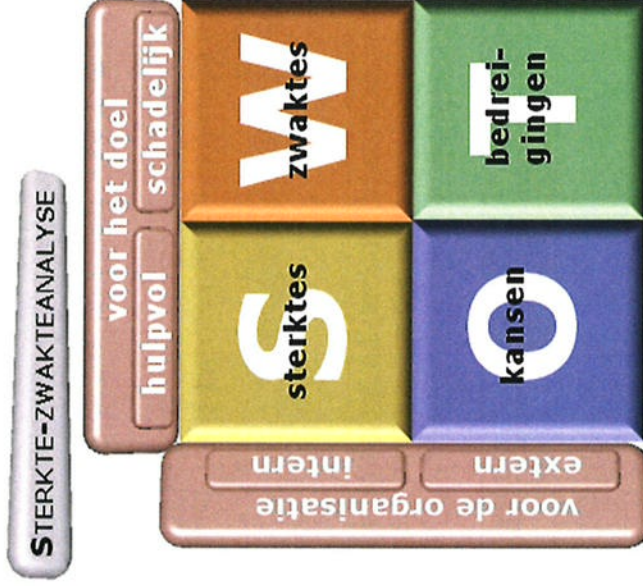 STERKTE-ZWAKTEANALYSE
voor het doel
hulpvol
schadelijk
voor de organisatie
intern
extern
S
sterktes
W
zwaktes
O
kansen
T
bedrei-
gingen